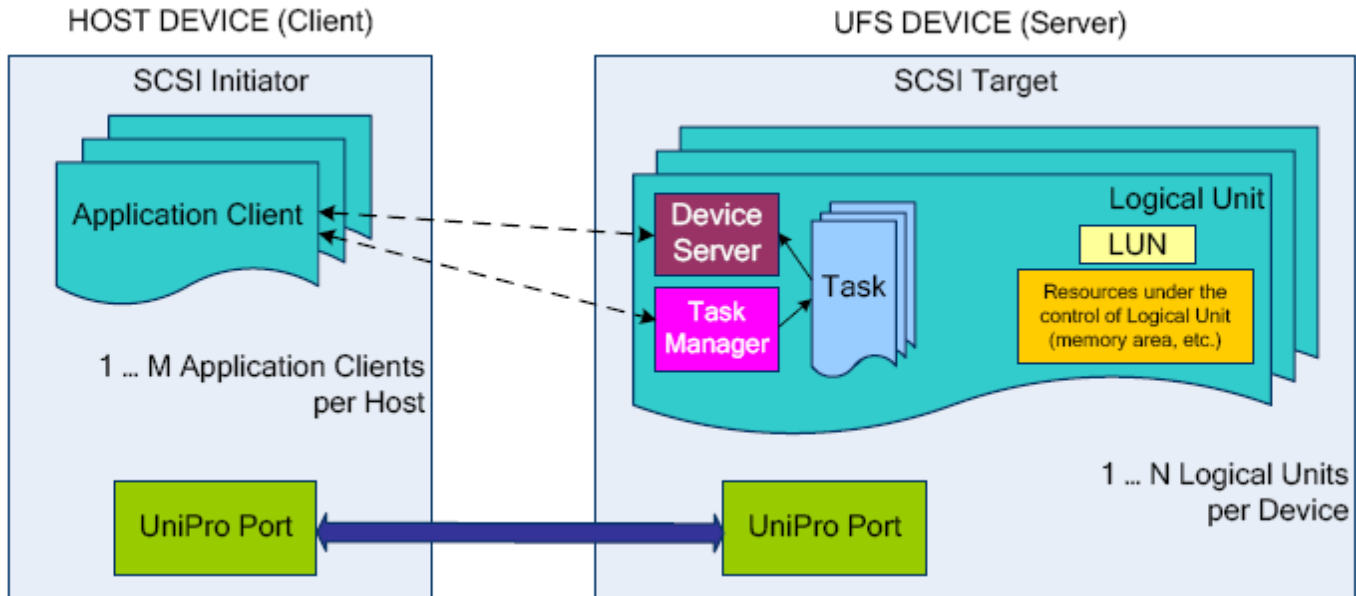 HOST DEVICE (Client)
UFS DEVICE (Server)
SCSI Initiator
SCSI Target
Application Client
Device
Server
Task
Manager
Task
Logical Unit
LUN
Resources under the
control of Logical Unit
(memory area, etc.)
1 ... M Application Clients
per Host
1 ... N Logical Units
per Device
UniPro Port
UniPro Port